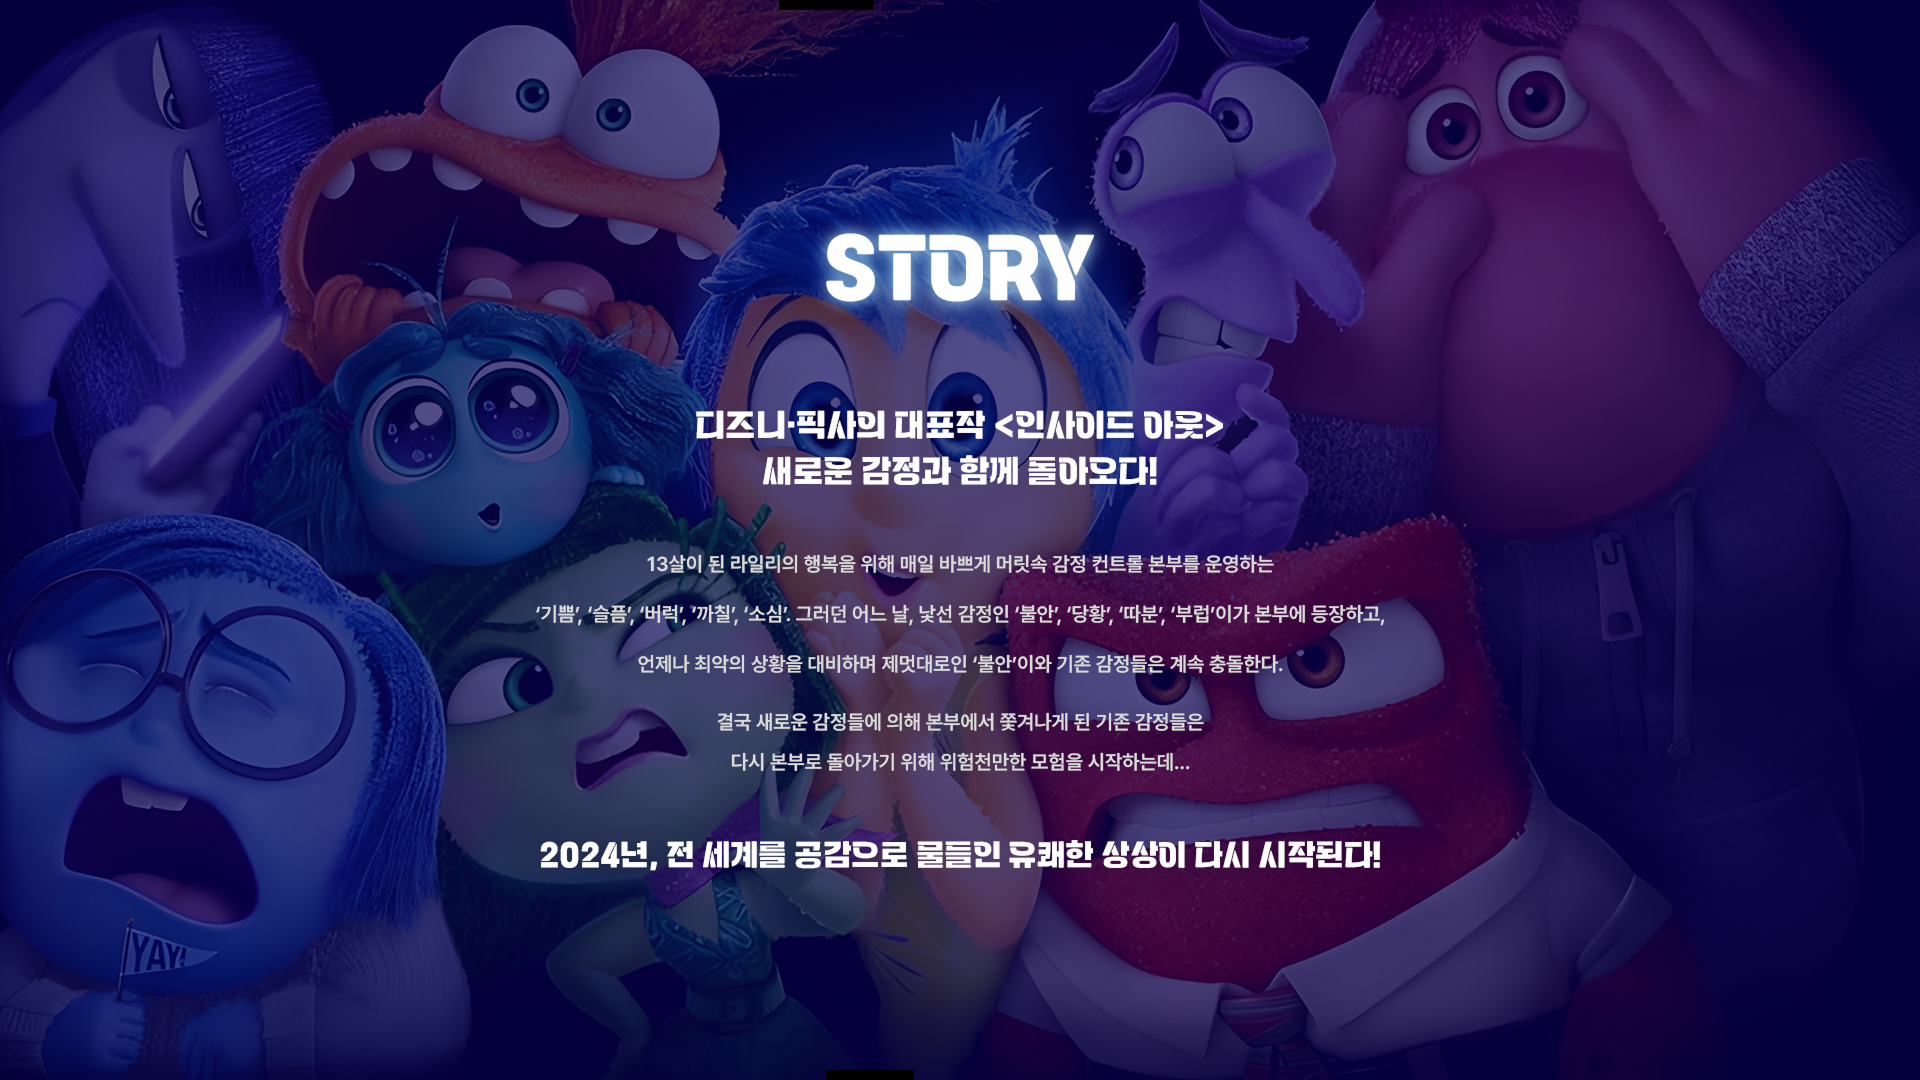 STORY
디즈니·픽사의 대표작 <인사이드 아웃>
새로운 감정과 함께 돌아오다!
13살이 된 라일리의 행복을 위해 매일 바쁘게 머릿속 감정 컨트롤 본부를 운영하는
‘기쁨’, ‘슬픔’, ‘버럭’, ‘까칠’, ‘소심’. 그러던 어느 날, 낯선 감정인 ‘불안’, ‘당황’, ‘따분’, ‘부럽’이가 본부에 등장하고,
언제나 최악의 상황을 대비하며 제멋대로인 ‘불안’이와 기존 감정들은 계속 충돌한다.
결국 새로운 감정들에 의해 본부에서 쫓겨나게 된 기존 감정들은
다시 본부로 돌아가기 위해 위험천만한 모험을 시작하는데...
2024년, 전 세계를 공감으로 물들인 유쾌한 상상이 다시 시작된다!
YAY!